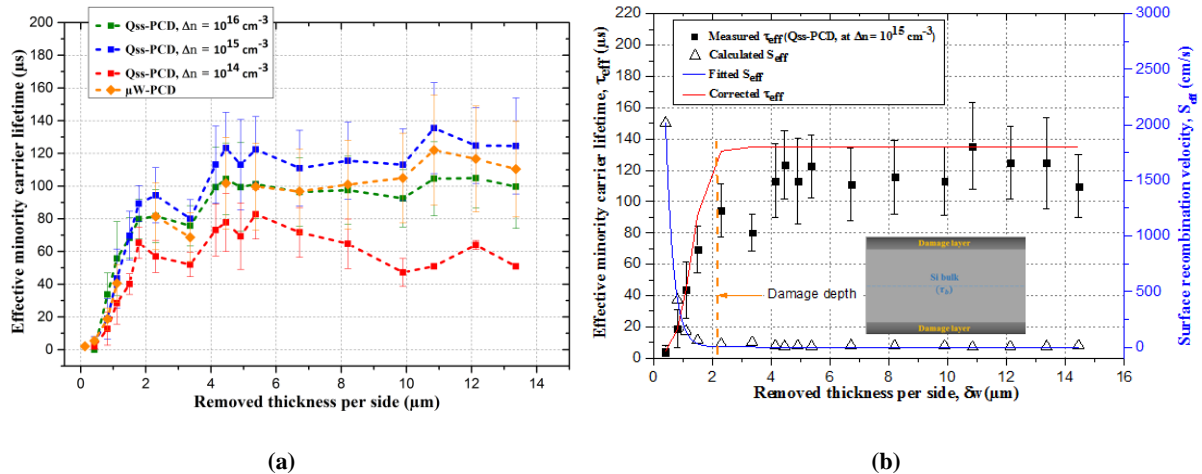 (a)
Effective minority carrier lifetime (µs)
200
180
160
140
120
100
80
60
40
20
0
Qss-PCD, Δn = 10¹⁶ cm⁻³
Qss-PCD, Δn = 10¹⁵ cm⁻³
Qss-PCD, Δn = 10¹⁴ cm⁻³
µW-PCD
0 2 4 6 8 10 12 14
Removed thickness per side (µm)
(a)
(b)
Effective minority carrier lifetime, τeff (µs)
220
200
180
160
140
120
100
80
60
40
20
0
Measured τeff (Qss-PCD, at Δn= 10¹⁵ cm⁻³)
Calculated Seff
Fitted Seff
Corrected τeff
Damage depth
Damage layer
Si bulk
(τb)
Damage layer
0 2 4 6 8 10 12 14 16
Removed thickness per side, δw (µm)
3000
2500
2000
1500
1000
500
0
Surface recombination velocity, Seff (cm/s)
(b)